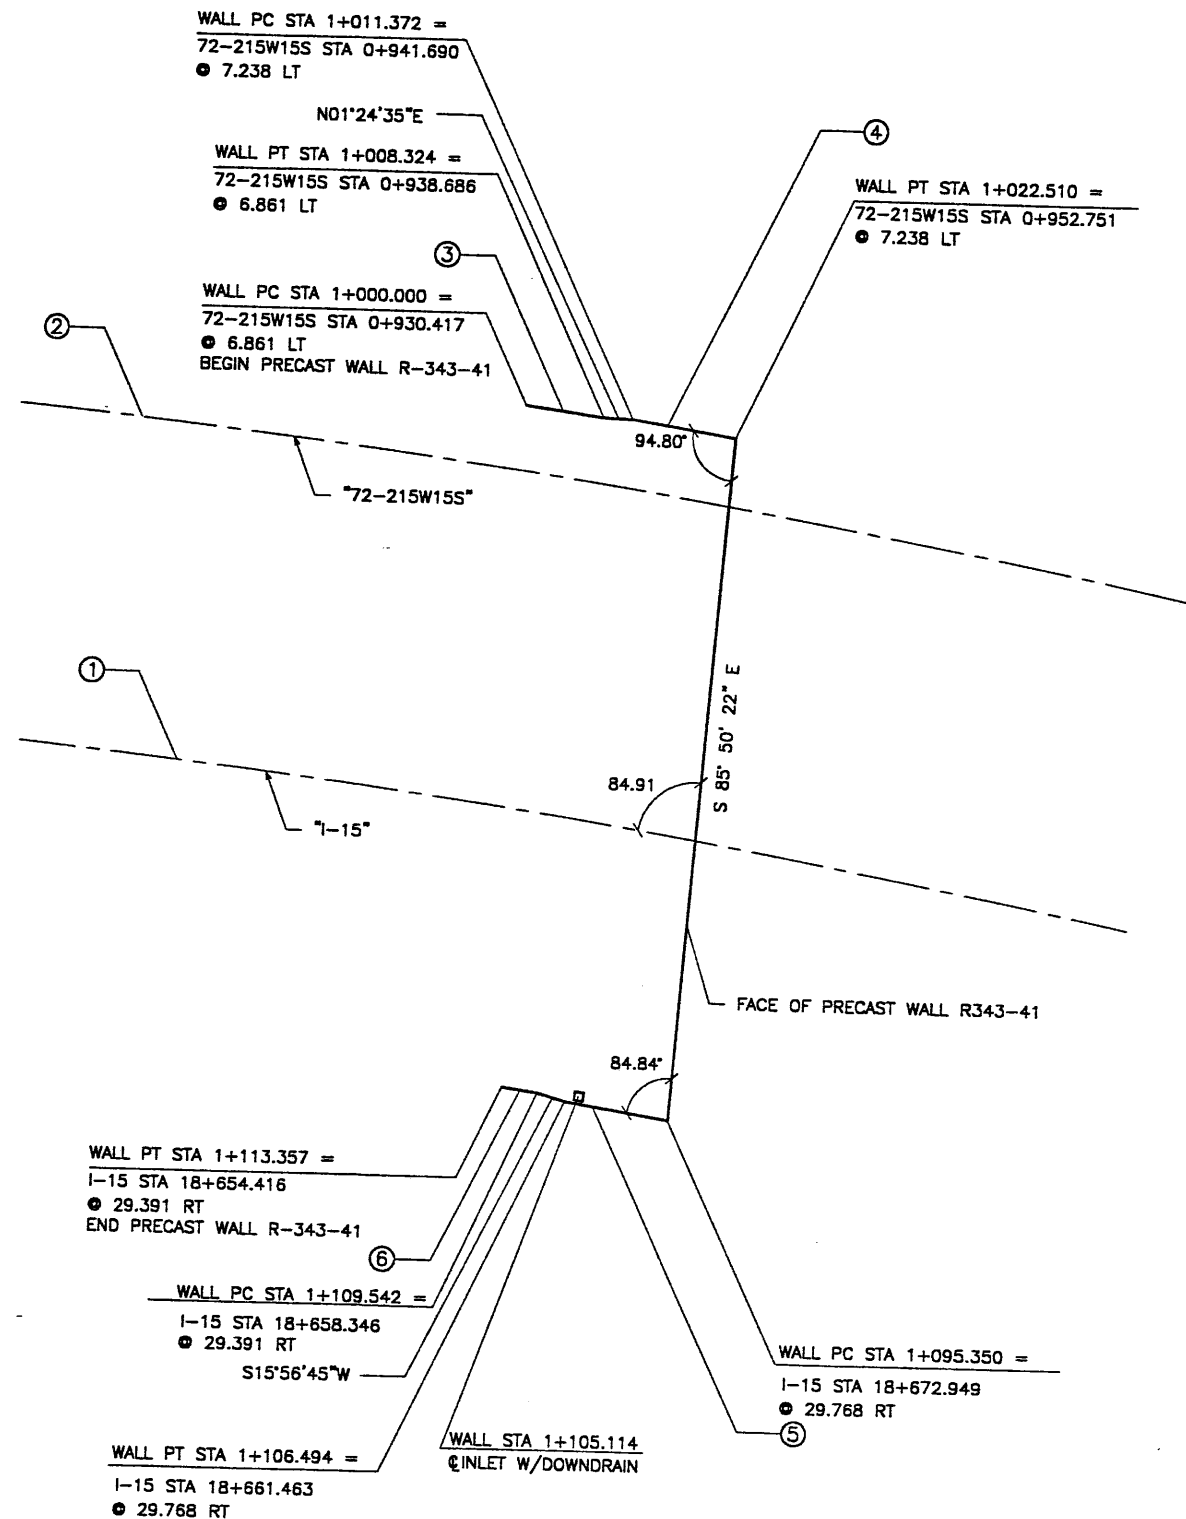 WALL PC STA 1+011.372 =
72-215W15S STA 0+941.690
@ 7.238 LT
N01°24'35"E
WALL PT STA 1+008.324 =
72-215W15S STA 0+938.686
@ 6.861 LT
3
WALL PC STA 1+000.000 =
72-215W15S STA 0+930.417
@ 6.861 LT
BEGIN PRECAST WALL R-343-41
4
WALL PT STA 1+022.510 =
72-215W15S STA 0+952.751
@ 7.238 LT
2
94.80°
"72-215W15S"
1
S 85° 50' 22" E
84.91
"I-15"
FACE OF PRECAST WALL R343-41
84.84°
WALL PT STA 1+113.357 =
I-15 STA 18+654.416
@ 29.391 RT
END PRECAST WALL R-343-41
6
WALL PC STA 1+109.542 =
I-15 STA 18+658.346
@ 29.391 RT
S15°56'45"W
WALL PT STA 1+106.494 =
I-15 STA 18+661.463
@ 29.768 RT
WALL STA 1+105.114
℄ INLET W/DOWNDRAIN
WALL PC STA 1+095.350 =
I-15 STA 18+672.949
@ 29.768 RT
5